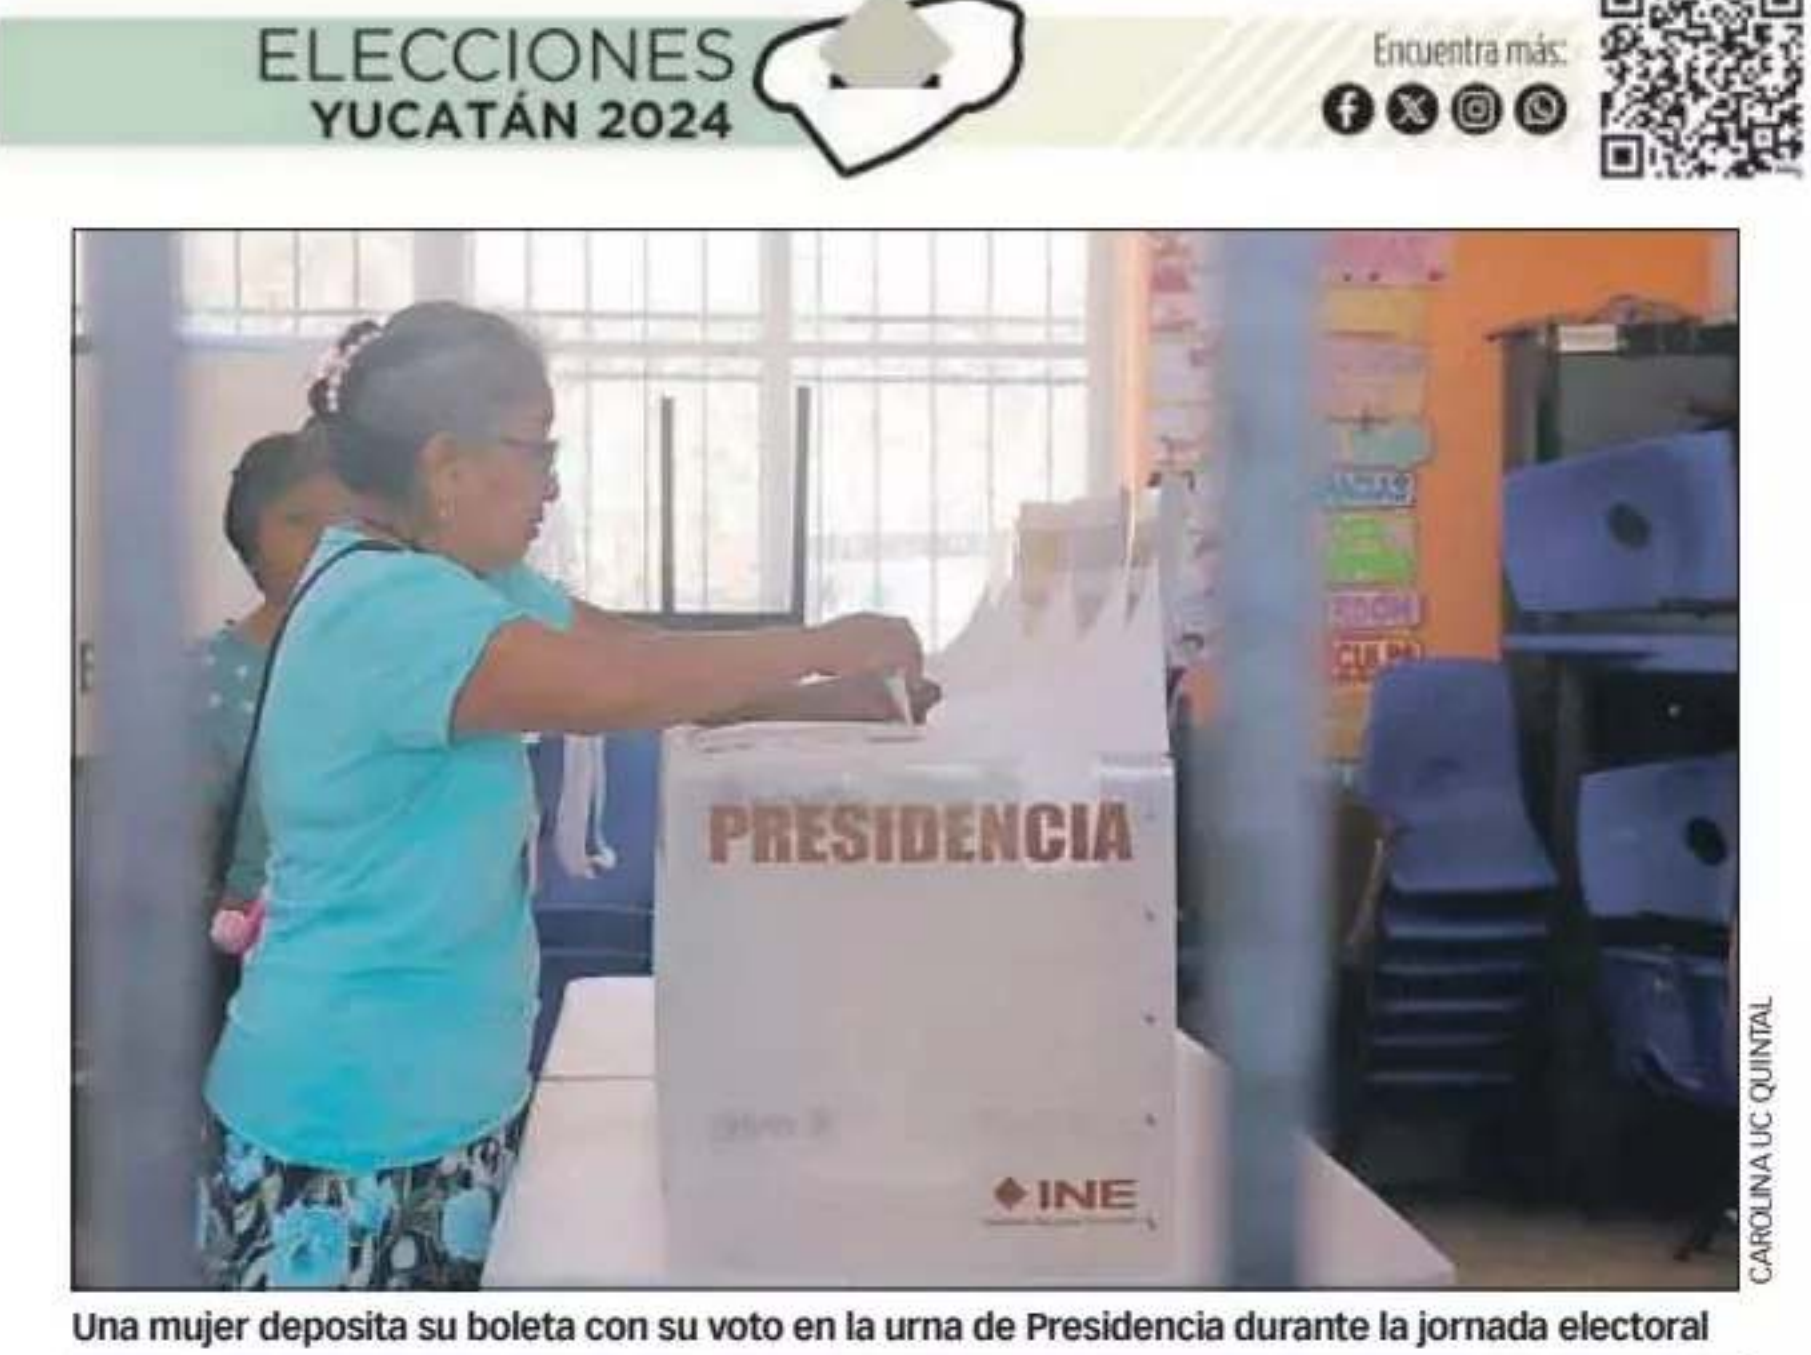 ELECCIONES
YUCATÁN 2024
Encuentra más:
PRESIDENCIA
INE
CAROLINA UC QUINTAL
Una mujer deposita su boleta con su voto en la urna de Presidencia durante la jornada electoral